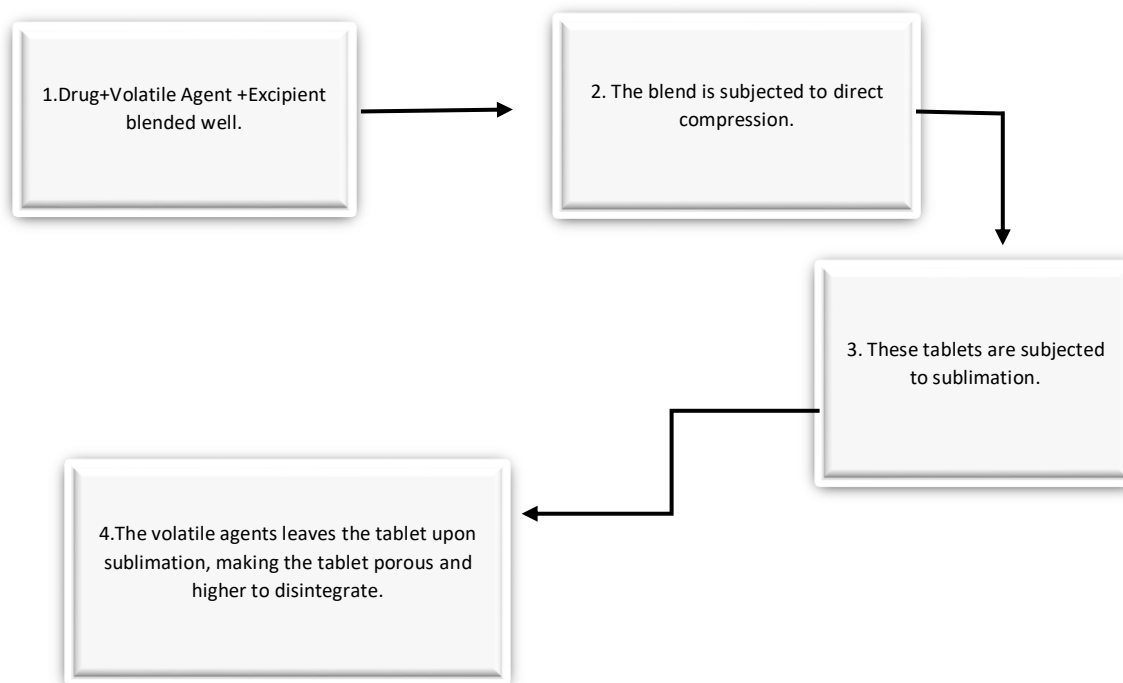 1.Drug+Volatile Agent +Excipient
blended well.
2. The blend is subjected to direct
compression.
3. These tablets are subjected
to sublimation.
4.The volatile agents leaves the tablet upon
sublimation, making the tablet porous and
higher to disintegrate.